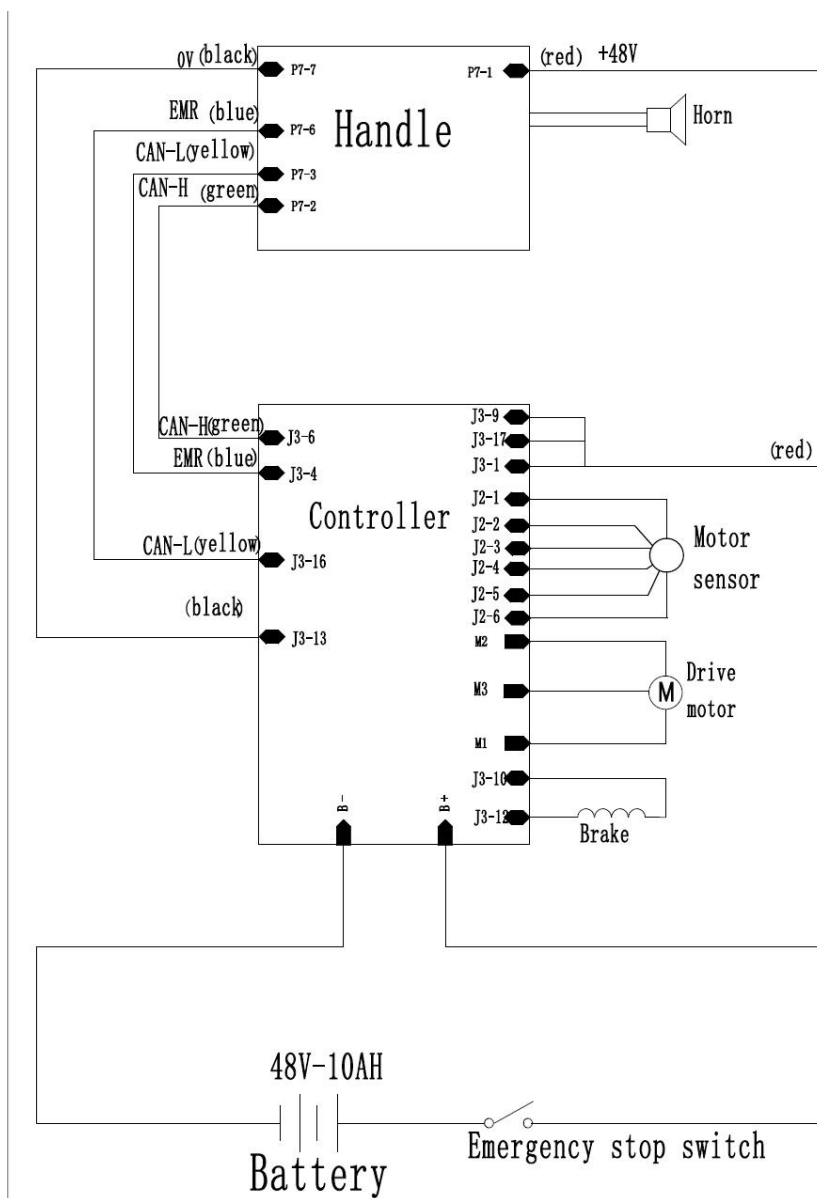 0V (black)
P7-7
P7-1
(red) +48V
EMR (blue)
P7-6
Handle
Horn
CAN-L(yellow)
P7-3
CAN-H (green)
P7-2
CAN-H(green)
J3-6
EMR(blue)
J3-4
CAN-L(yellow)
J3-16
(black)
J3-13
Controller
J3-9
J3-17
J3-1
(red)
J2-1
J2-2
J2-3
J2-4
J2-5
J2-6
Motor
sensor
M2
M3
M1
M
Drive
motor
J3-10
J3-12
Brake
B-
B+
48V-10AH
Battery
Emergency stop switch